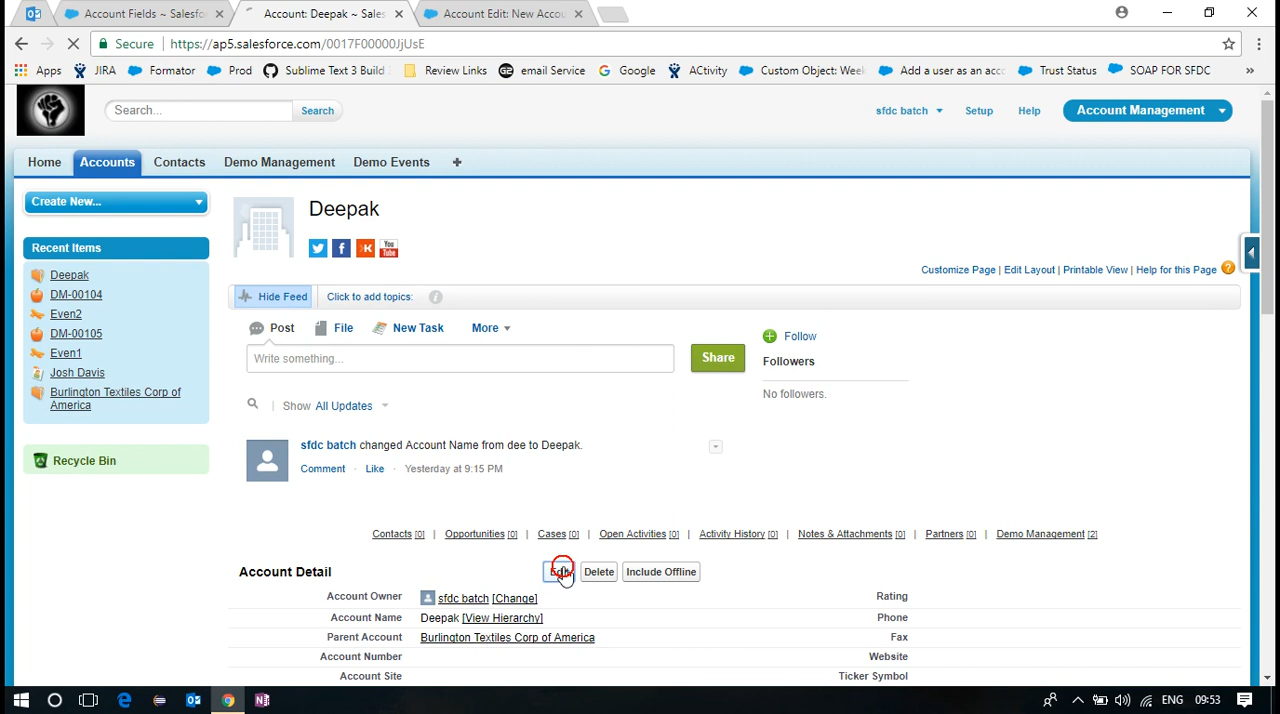 Account Fields ~ Salesfo
Account: Deepak ~ Sales
Account Edit: New Accou
Secure
https://ap5.salesforce.com/0017F00000JjUsE
Apps
JIRA
Formator
Prod
Sublime Text 3 Build
Review Links
email Service
Google
ACtivity
Custom Object: Week
Add a user as an acco
Trust Status
SOAP FOR SFDC
Search...
Search
sfdc batch
Setup
Help
Account Management
Home
Accounts
Contacts
Demo Management
Demo Events
Create New...
Deepak
Recent Items
Deepak
DM-00104
Even2
DM-00105
Even1
Josh Davis
Burlington Textiles Corp of
America
Recycle Bin
You
Tube
Customize Page | Edit Layout | Printable View | Help for this Page
Hide Feed
Click to add topics:
Post
File
New Task
More
Follow
Write something...
Share
Followers
No followers.
Show All Updates
sfdc batch changed Account Name from dee to Deepak.
Comment · Like · Yesterday at 9:15 PM
Contacts [0] | Opportunities [0] | Cases [0] | Open Activities [0] | Activity History [0] | Notes & Attachments [0] | Partners [0] | Demo Management [2]
Account Detail
Delete
Include Offline
Account Owner
sfdc batch [Change]
Rating
Account Name
Deepak [View Hierarchy]
Phone
Parent Account
Burlington Textiles Corp of America
Fax
Account Number
Website
Account Site
Ticker Symbol
ENG
09:53